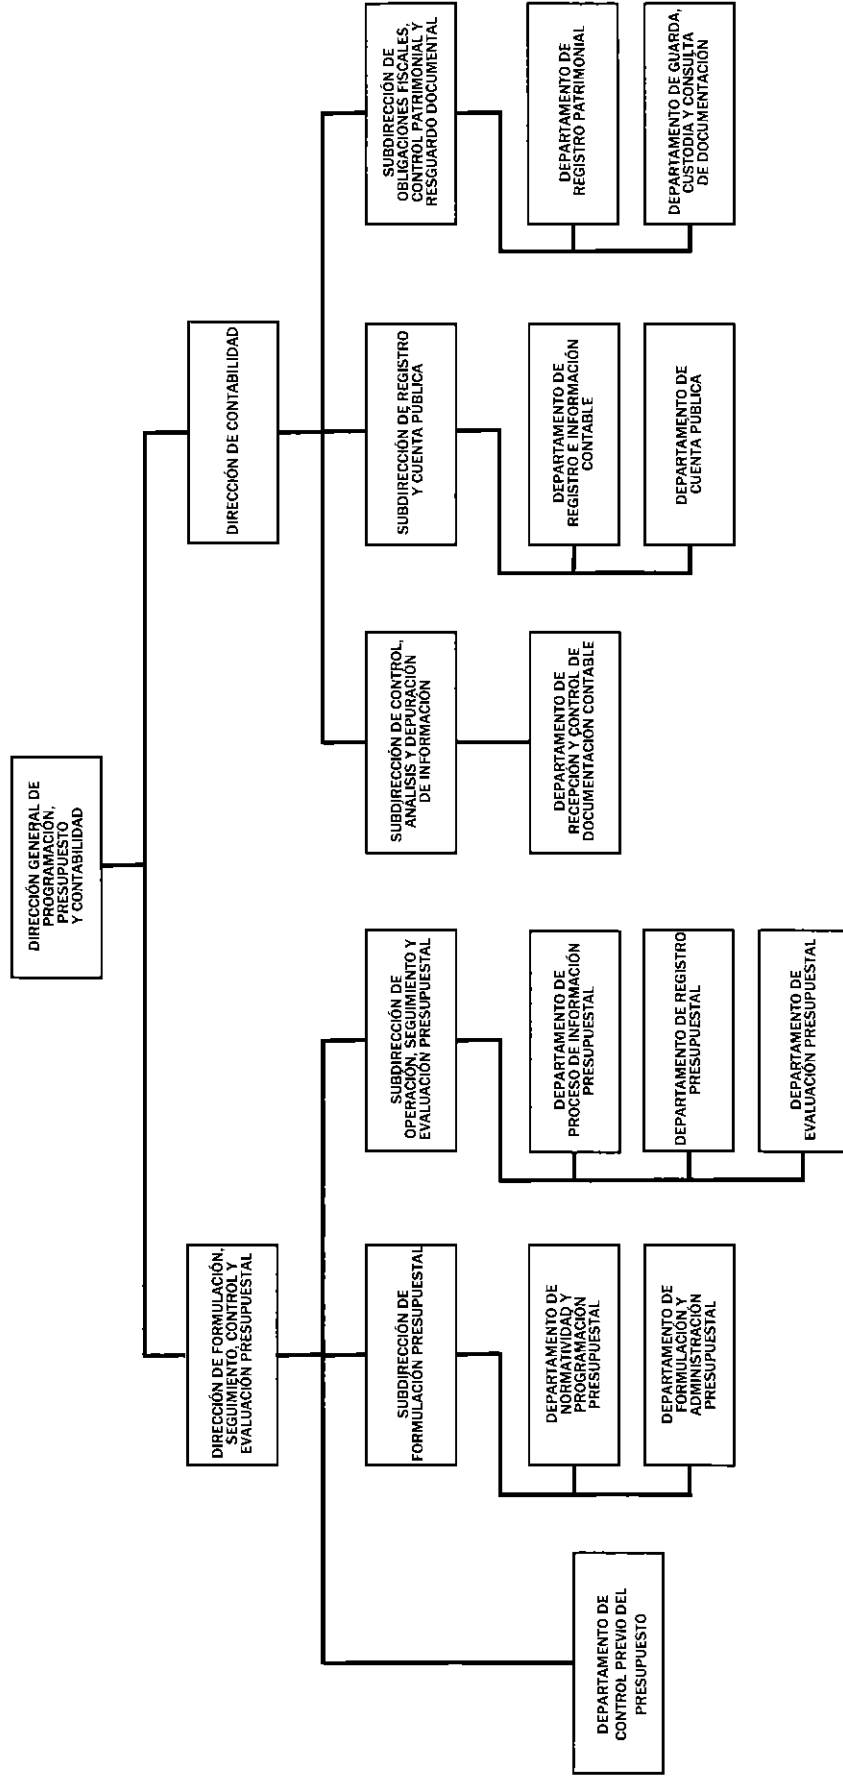 DIRECCIÓN GENERAL DE
PROGRAMACIÓN,
PRESUPUESTO
Y CONTABILIDAD
DIRECCIÓN DE FORMULACIÓN,
SEGUIMIENTO, CONTROL Y
EVALUACIÓN PRESUPUESTAL
DIRECCIÓN DE CONTABILIDAD
SUBDIRECCIÓN DE
FORMULACIÓN PRESUPUESTAL
SUBDIRECCIÓN DE
OPERACIÓN, SEGUIMIENTO Y
EVALUACIÓN PRESUPUESTAL
SUBDIRECCIÓN DE CONTROL,
ANÁLISIS Y DEPURACIÓN
DE INFORMACIÓN
SUBDIRECCIÓN DE REGISTRO
Y CUENTA PÚBLICA
SUBDIRECCIÓN DE
OBLIGACIONES FISCALES,
CONTROL PATRIMONIAL Y
RESGUARDO DOCUMENTAL
DEPARTAMENTO DE
CONTROL PREVIO DEL
PRESUPUESTO
DEPARTAMENTO DE
NORMATIVIDAD Y
PROGRAMACIÓN
PRESUPUESTAL
DEPARTAMENTO DE
PROCESO DE INFORMACIÓN
PRESUPUESTAL
DEPARTAMENTO DE
RECEPCIÓN Y CONTROL DE
DOCUMENTACIÓN CONTABLE
DEPARTAMENTO DE
REGISTRO E INFORMACIÓN
CONTABLE
DEPARTAMENTO DE
REGISTRO PATRIMONIAL
DEPARTAMENTO DE
FORMULACIÓN Y
ADMINISTRACIÓN
PRESUPUESTAL
DEPARTAMENTO DE REGISTRO
PRESUPUESTAL
DEPARTAMENTO DE
CUENTA PÚBLICA
DEPARTAMENTO DE GUARDA,
CUSTODIA Y CONSULTA
DE DOCUMENTACIÓN
DEPARTAMENTO DE
EVALUACIÓN PRESUPUESTAL